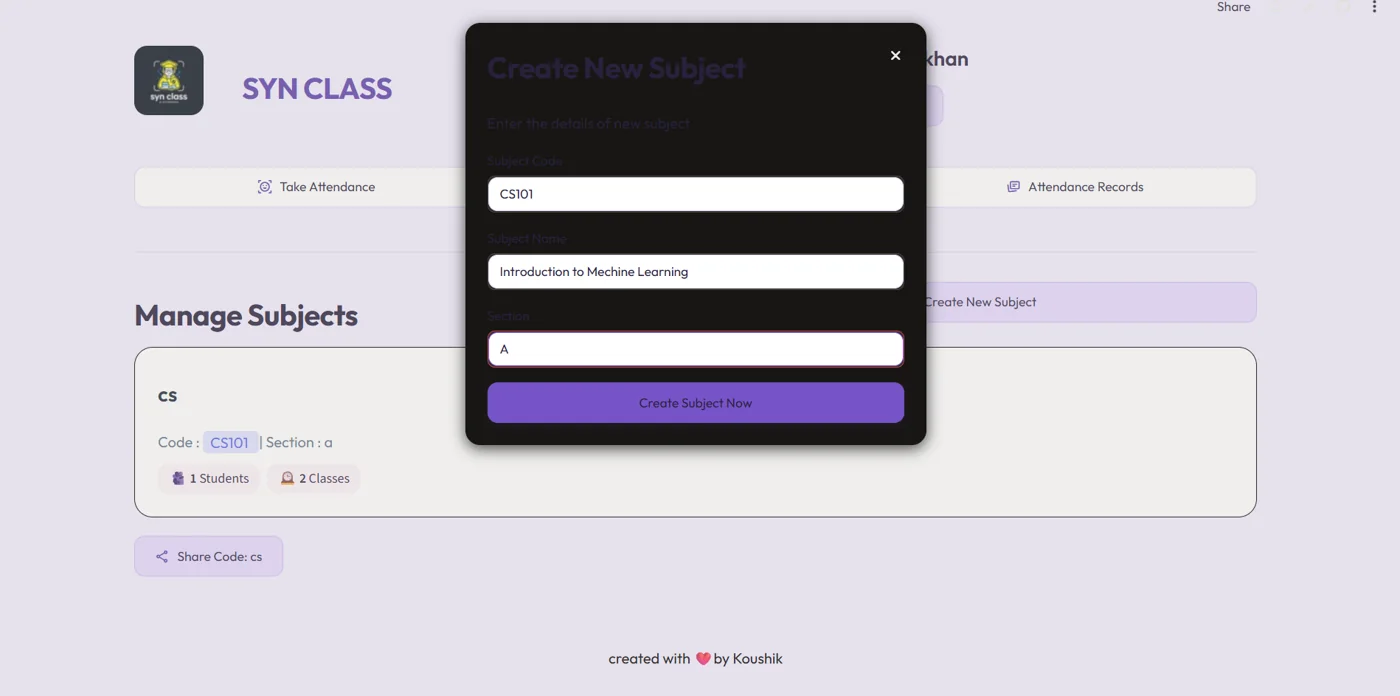 Share
syn class
SYN CLASS
khan
Take Attendance
Attendance Records
Manage Subjects
Create New Subject
cs
Code : CS101 | Section : a
1 Students
2 Classes
Share Code: cs
Create New Subject
Enter the details of new subject
Subject Code
CS101
Subject Name
Introduction to Mechine Learning
Section
A
Create Subject Now
created with ❤️ by Koushik